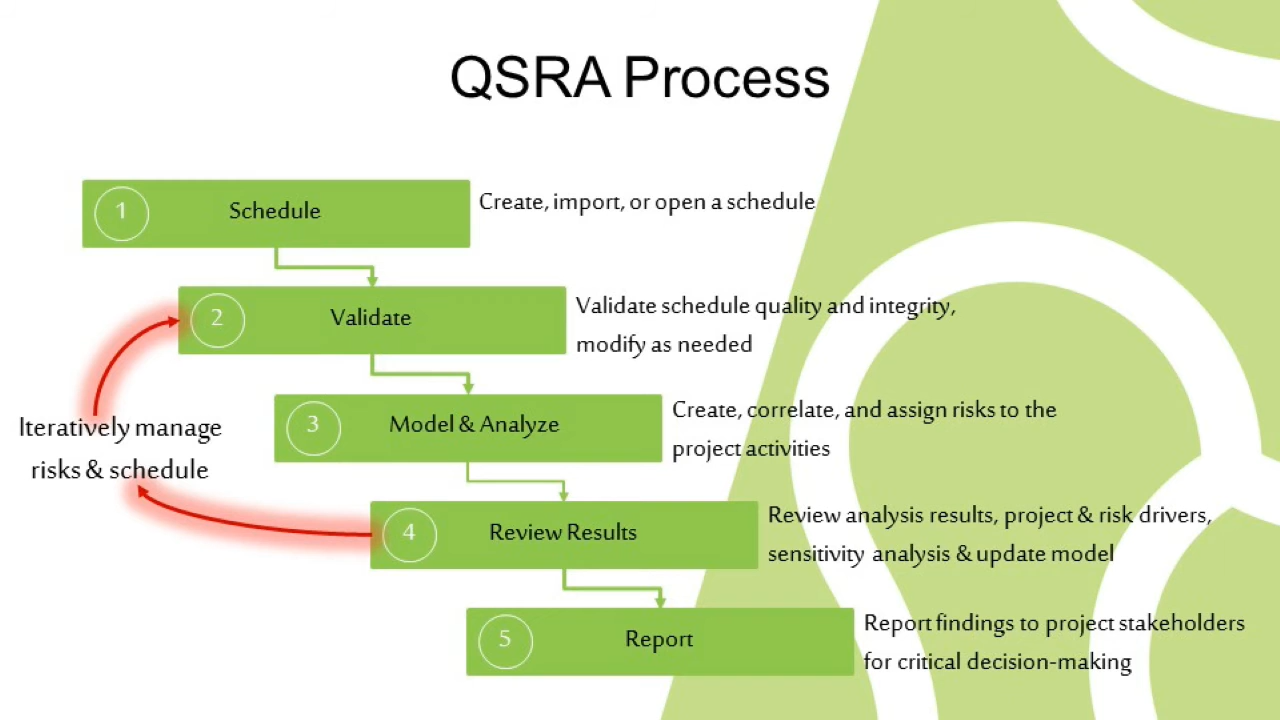 QSRA Process
1
Schedule
Create, import, or open a schedule
2
Validate
Validate schedule quality and integrity,
modify as needed
Iteratively manage
risks & schedule
3
Model & Analyze
Create, correlate, and assign risks to the
project activities
4
Review Results
Review analysis results, project & risk drivers,
sensitivity analysis & update model
5
Report
Report findings to project stakeholders
for critical decision-making